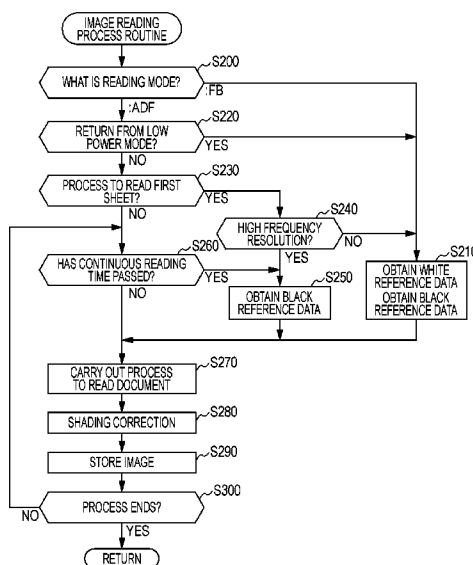 IMAGE READING
PROCESS ROUTINE
S200
WHAT IS READING MODE?
:FB
:ADF
S220
RETURN FROM LOW
POWER MODE?
YES
NO
S230
PROCESS TO READ FIRST
SHEET?
YES
NO
S240
HIGH FREQUENCY
RESOLUTION?
NO
YES
S260
HAS CONTINUOUS READING
TIME PASSED?
YES
NO
S250
OBTAIN BLACK
REFERENCE DATA
S210
OBTAIN WHITE
REFERENCE DATA
OBTAIN BLACK
REFERENCE DATA
S270
CARRY OUT PROCESS
TO READ DOCUMENT
S280
SHADING CORRECTION
S290
STORE IMAGE
S300
PROCESS ENDS?
NO
YES
RETURN